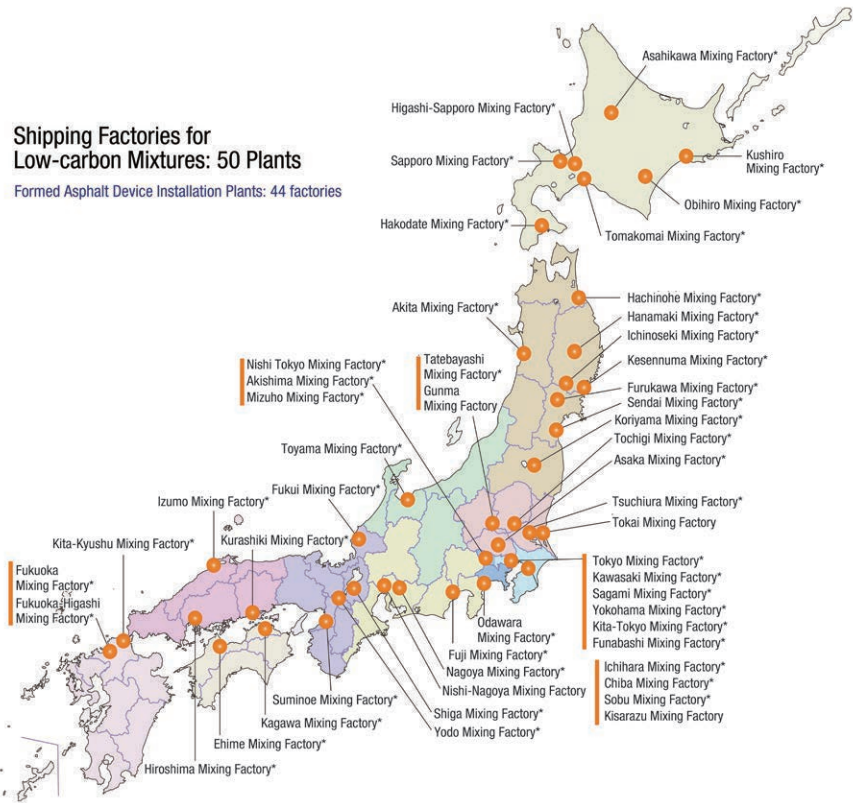 Shipping Factories for
Low-carbon Mixtures: 50 Plants
Formed Asphalt Device Installation Plants: 44 factories
Asahikawa Mixing Factory*
Higashi-Sapporo Mixing Factory*
Sapporo Mixing Factory*
Kushiro
Mixing Factory*
Obihiro Mixing Factory*
Hakodate Mixing Factory*
Tomakomai Mixing Factory*
Hachinohe Mixing Factory*
Akita Mixing Factory*
Hanamaki Mixing Factory*
Ichinoseki Mixing Factory*
Kesennuma Mixing Factory*
Nishi Tokyo Mixing Factory*
Akishima Mixing Factory*
Mizuho Mixing Factory*
Tatebayashi
Mixing Factory*
Gunma
Mixing Factory
Furukawa Mixing Factory*
Sendai Mixing Factory*
Koriyama Mixing Factory*
Tochigi Mixing Factory*
Asaka Mixing Factory*
Toyama Mixing Factory*
Fukui Mixing Factory*
Izumo Mixing Factory*
Tsuchiura Mixing Factory*
Tokai Mixing Factory
Kurashiki Mixing Factory*
Kita-Kyushu Mixing Factory*
Fukuoka
Mixing Factory*
Fukuoka-Higashi
Mixing Factory*
Tokyo Mixing Factory*
Kawasaki Mixing Factory*
Sagami Mixing Factory*
Yokohama Mixing Factory*
Kita-Tokyo Mixing Factory*
Funabashi Mixing Factory*
Odawara
Mixing Factory*
Fuji Mixing Factory*
Nagoya Mixing Factory*
Nishi-Nagoya Mixing Factory
Ichihara Mixing Factory*
Chiba Mixing Factory*
Sobu Mixing Factory*
Kisarazu Mixing Factory
Suminoe Mixing Factory*
Shiga Mixing Factory*
Kagawa Mixing Factory*
Yodo Mixing Factory*
Ehime Mixing Factory*
Hiroshima Mixing Factory*